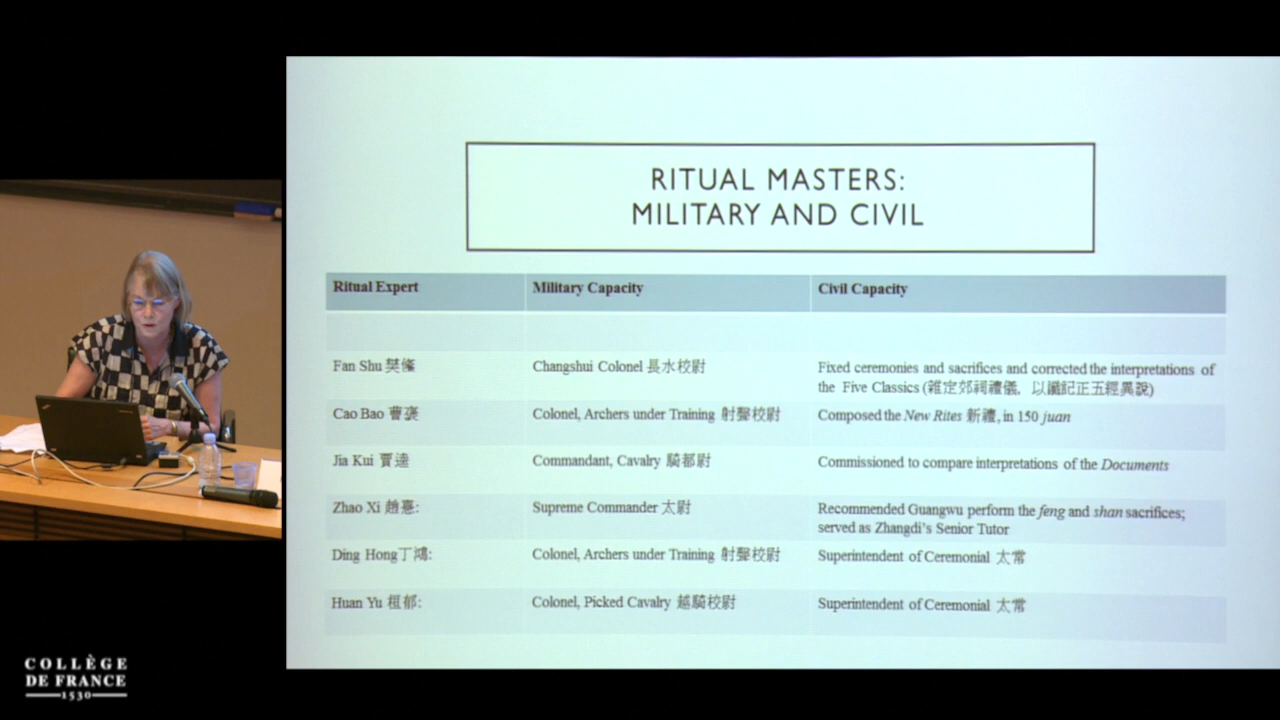 RITUAL MASTERS:
MILITARY AND CIVIL
Ritual Expert Military Capacity Civil Capacity
Fan Shu 樊鯈 Changshui Colonel 長水校尉 Fixed ceremonies and sacrifices and corrected the interpretations of
the Five Classics (雜定郊祠禮儀, 以讖記正五經異說)
Cao Bao 曹褒 Colonel, Archers under Training 射聲校尉 Composed the New Rites 新禮, in 150 juan
Jia Kui 賈逵 Commandant, Cavalry 騎都尉 Commissioned to compare interpretations of the Documents
Zhao Xi 趙憙: Supreme Commander 太尉 Recommended Guangwu perform the feng and shan sacrifices;
served as Zhangdi's Senior Tutor
Ding Hong丁鴻: Colonel, Archers under Training 射聲校尉 Superintendent of Ceremonial 太常
Huan Yu 桓郁: Colonel, Picked Cavalry 越騎校尉 Superintendent of Ceremonial 太常
COLLÈGE
DE FRANCE
1530